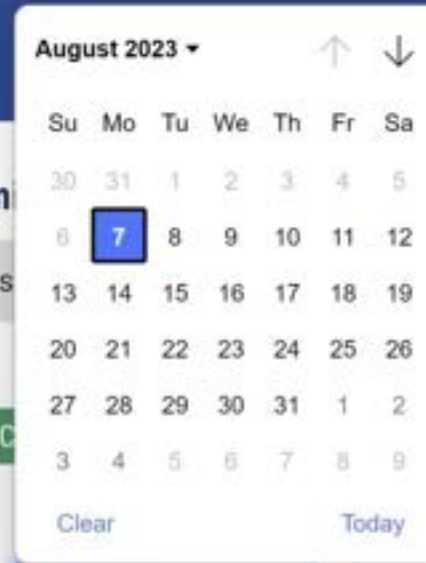 August 2023
Su Mo Tu We Th Fr Sa
30 31 1 2 3 4 5
6 7 8 9 10 11 12
13 14 15 16 17 18 19
20 21 22 23 24 25 26
27 28 29 30 31 1 2
3 4 5 6 7 8 9
Clear Today